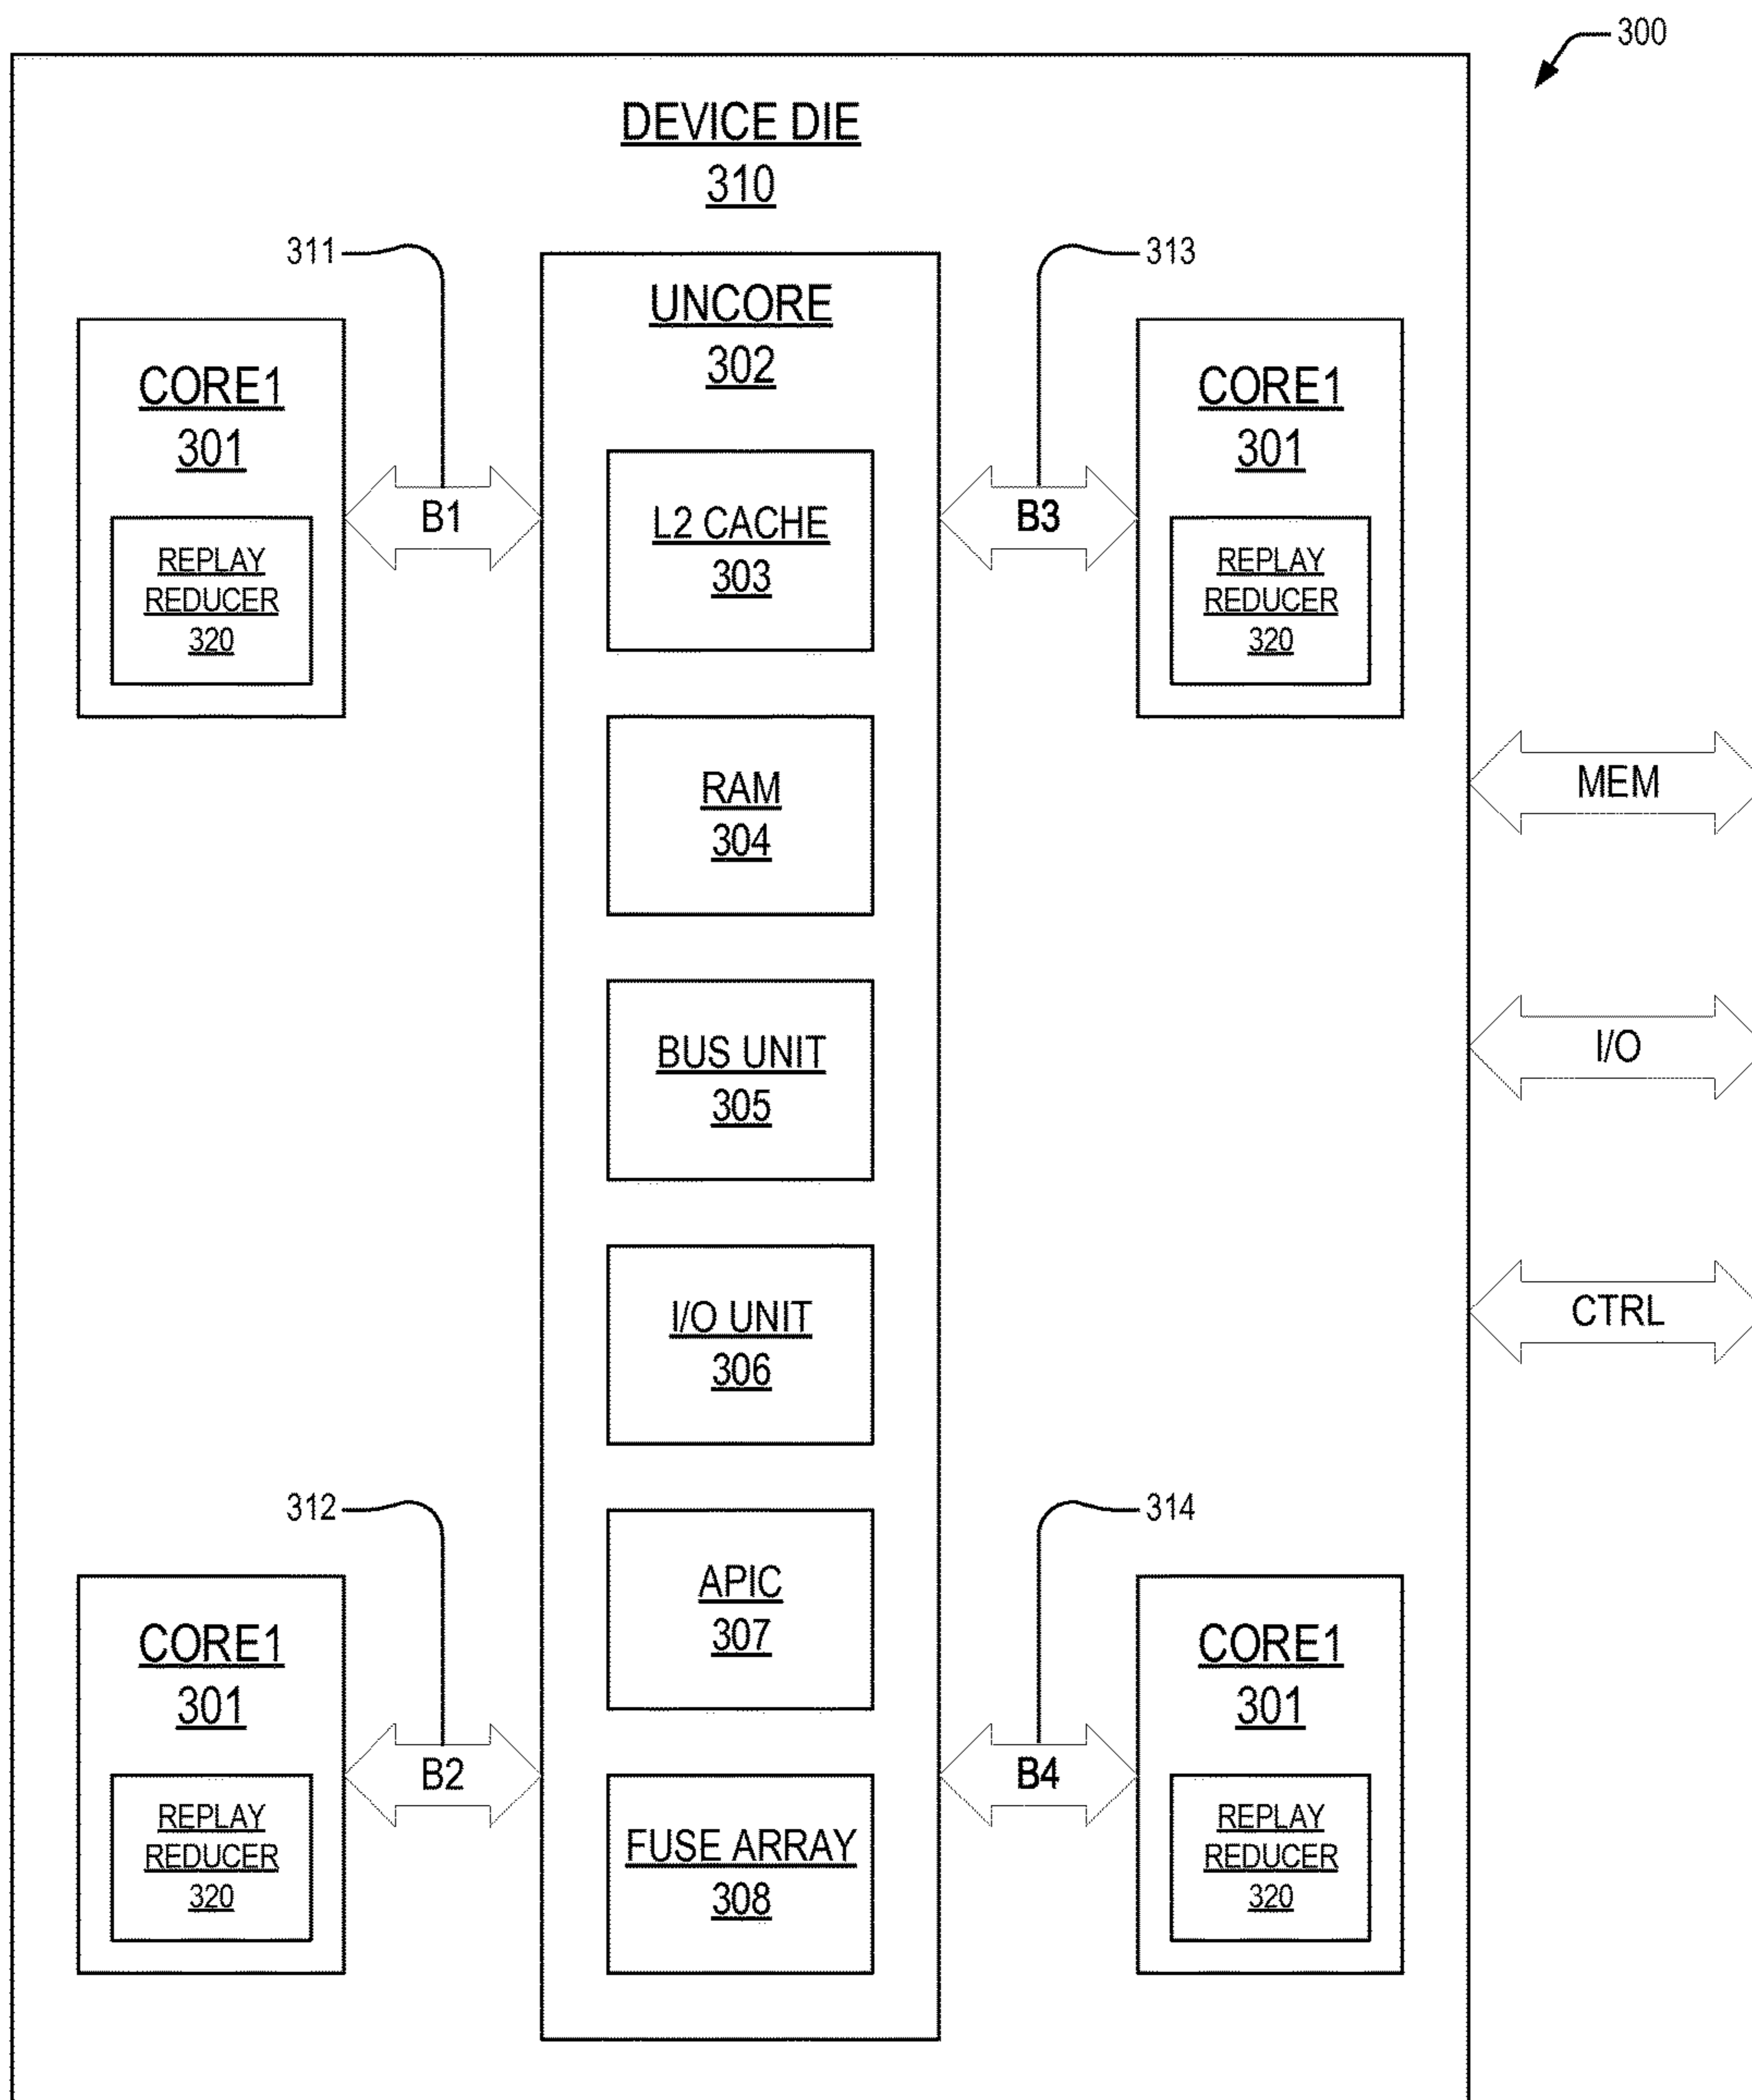 300
DEVICE DIE
310
311
313
UNCORE
302
CORE1
301
REPLAY
REDUCER
320
B1
L2 CACHE
303
B3
CORE1
301
REPLAY
REDUCER
320
RAM
304
MEM
BUS UNIT
305
I/O
I/O UNIT
306
CTRL
312
314
APIC
307
CORE1
301
REPLAY
REDUCER
320
B2
FUSE ARRAY
308
B4
CORE1
301
REPLAY
REDUCER
320